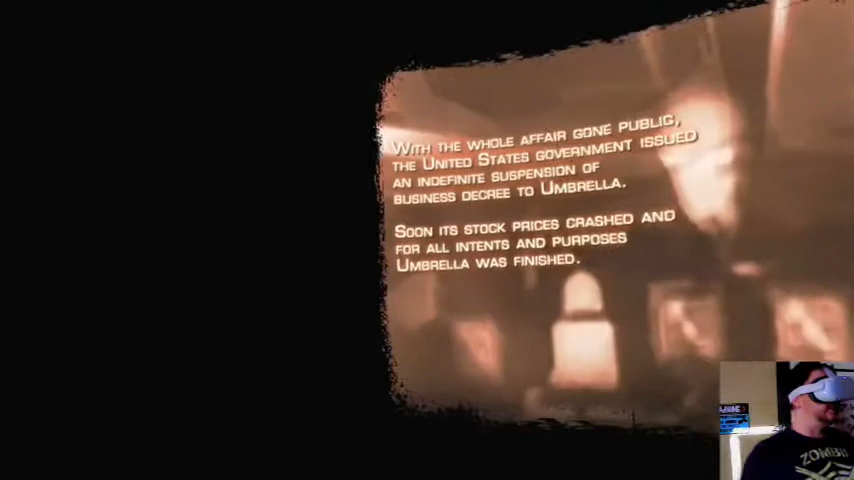 With the whole affair gone public,
the United States government issued
an indefinite suspension of
business decree to Umbrella.
Soon its stock prices crashed and
for all intents and purposes
Umbrella was finished.
ZOMBI